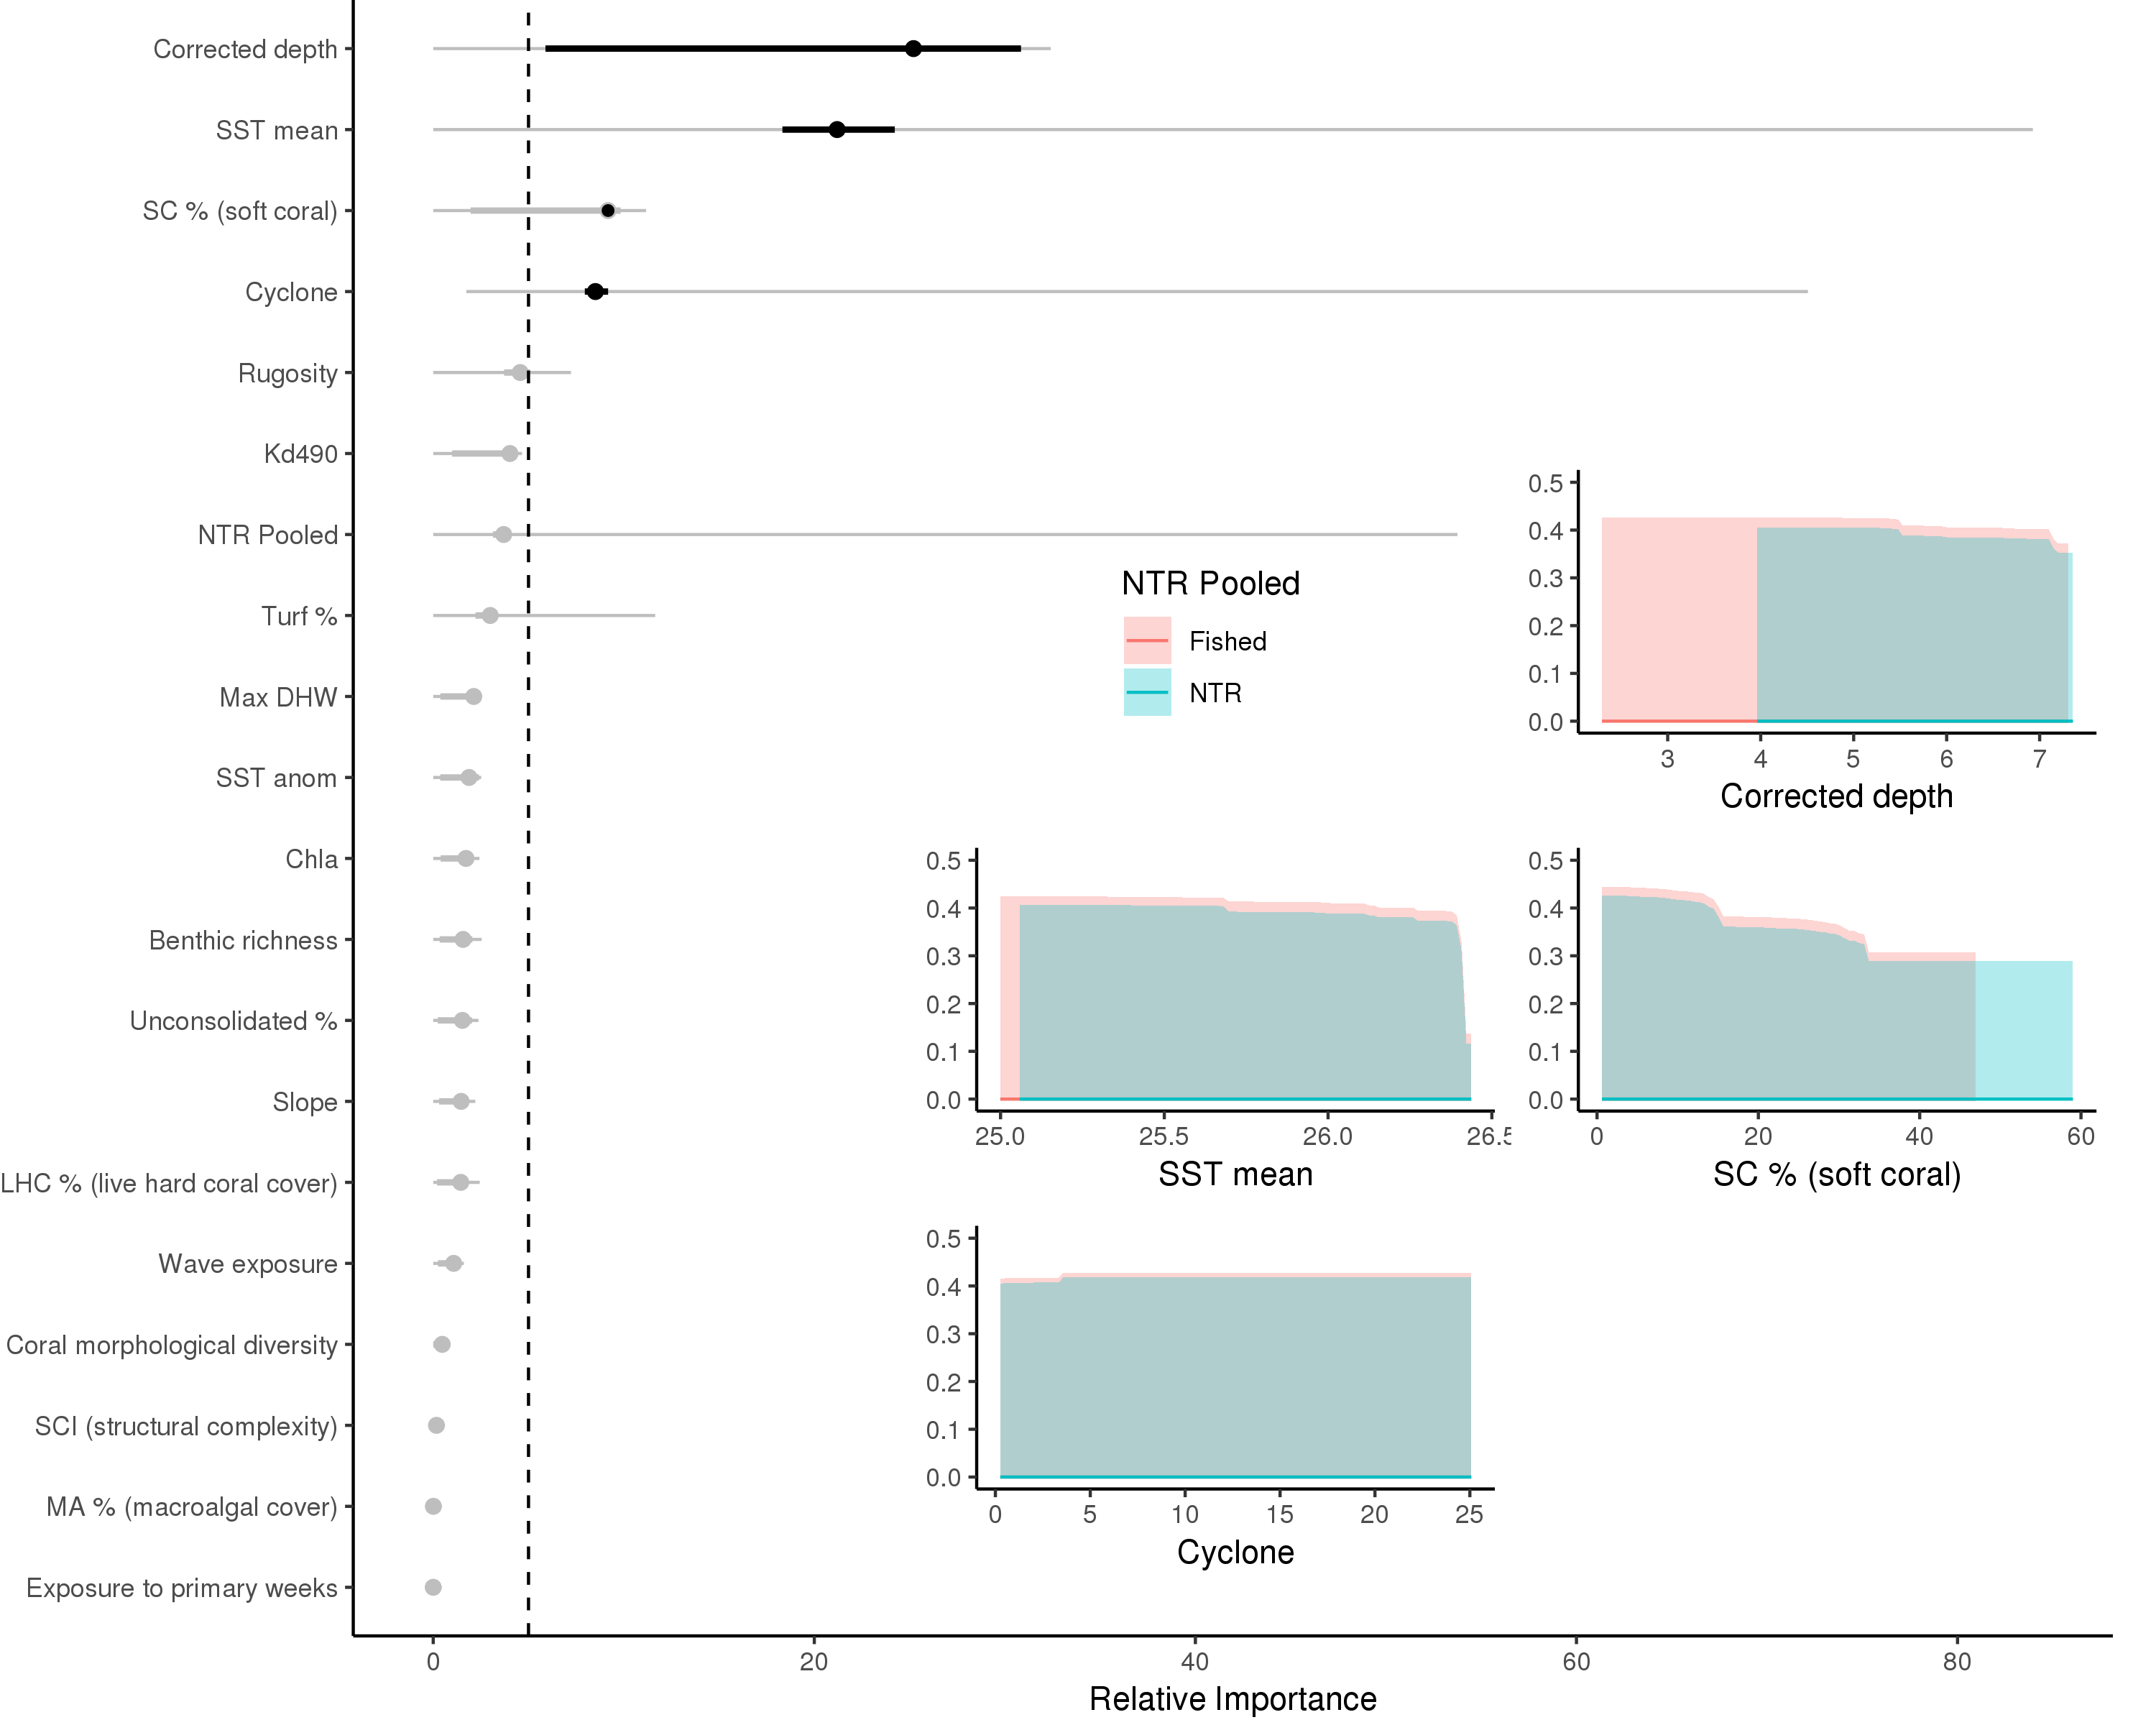 Corrected depth
SST mean
SC % (soft coral)
Cyclone
Rugosity
Kd490
NTR Pooled
Turf %
Max DHW
SST anom
Chla
Benthic richness
Unconsolidated %
Slope
LHC % (live hard coral cover)
Wave exposure
Coral morphological diversity
SCI (structural complexity)
MA % (macroalgal cover)
Exposure to primary weeks
0 20 40 60 80
Relative Importance
NTR Pooled
Fished
NTR
0.5
0.4
0.3
0.2
0.1
0.0
3 4 5 6 7
Corrected depth
0.5
0.4
0.3
0.2
0.1
0.0
25.0 25.5 26.0 26.5
SST mean
0.5
0.4
0.3
0.2
0.1
0.0
0 20 40 60
SC % (soft coral)
0.5
0.4
0.3
0.2
0.1
0.0
0 5 10 15 20 25
Cyclone